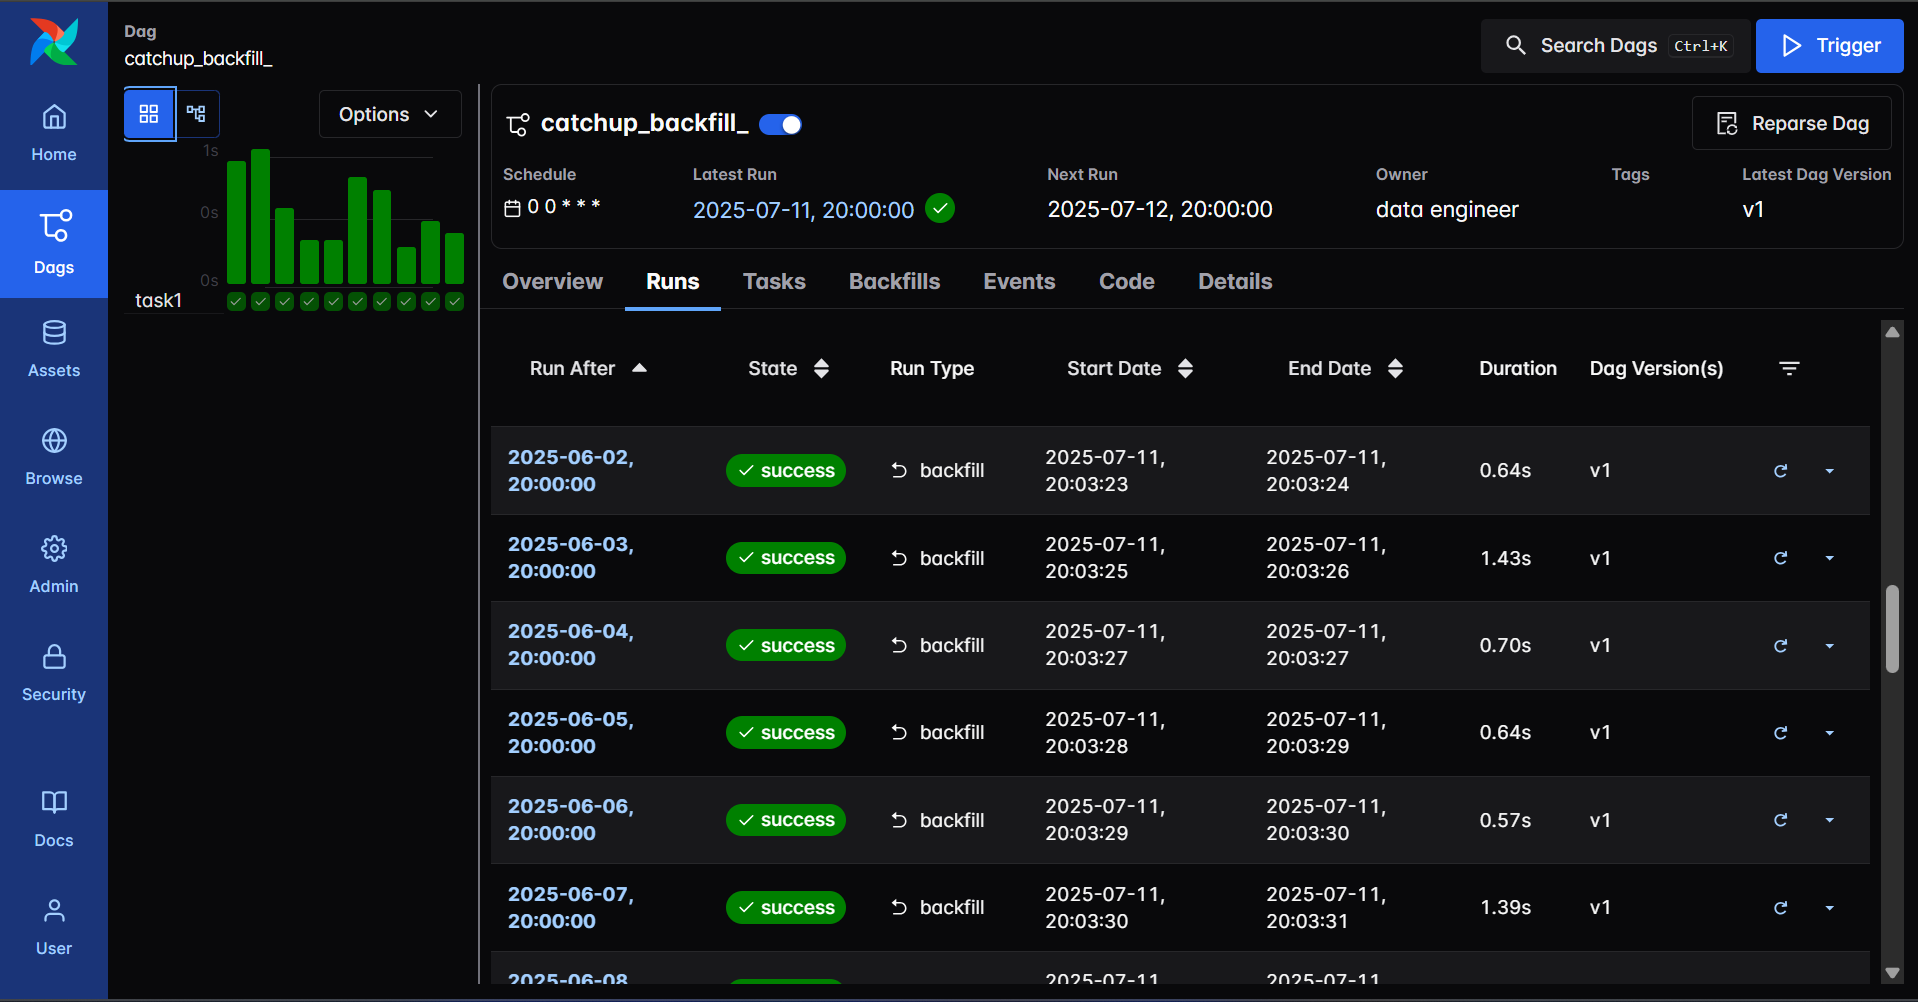 Dag
catchup_backfill_
Search Dags Ctrl+K
Trigger
Home
Dags
Assets
Browse
Admin
Security
Docs
User
Options
1s
0s
0s
task1
catchup_backfill_
Reparse Dag
Schedule Latest Run Next Run Owner Tags Latest Dag Version
0 0 * * * 2025-07-11, 20:00:00 2025-07-12, 20:00:00 data engineer v1
Overview Runs Tasks Backfills Events Code Details
Run After State Run Type Start Date End Date Duration Dag Version(s)
2025-06-02, 2025-07-11, 2025-07-11,
20:00:00 success backfill 20:03:23 20:03:24 0.64s v1
2025-06-03, 2025-07-11, 2025-07-11,
20:00:00 success backfill 20:03:25 20:03:26 1.43s v1
2025-06-04, 2025-07-11, 2025-07-11,
20:00:00 success backfill 20:03:27 20:03:27 0.70s v1
2025-06-05, 2025-07-11, 2025-07-11,
20:00:00 success backfill 20:03:28 20:03:29 0.64s v1
2025-06-06, 2025-07-11, 2025-07-11,
20:00:00 success backfill 20:03:29 20:03:30 0.57s v1
2025-06-07, 2025-07-11, 2025-07-11,
20:00:00 success backfill 20:03:30 20:03:31 1.39s v1
2025-06-08, 2025-07-11, 2025-07-11,